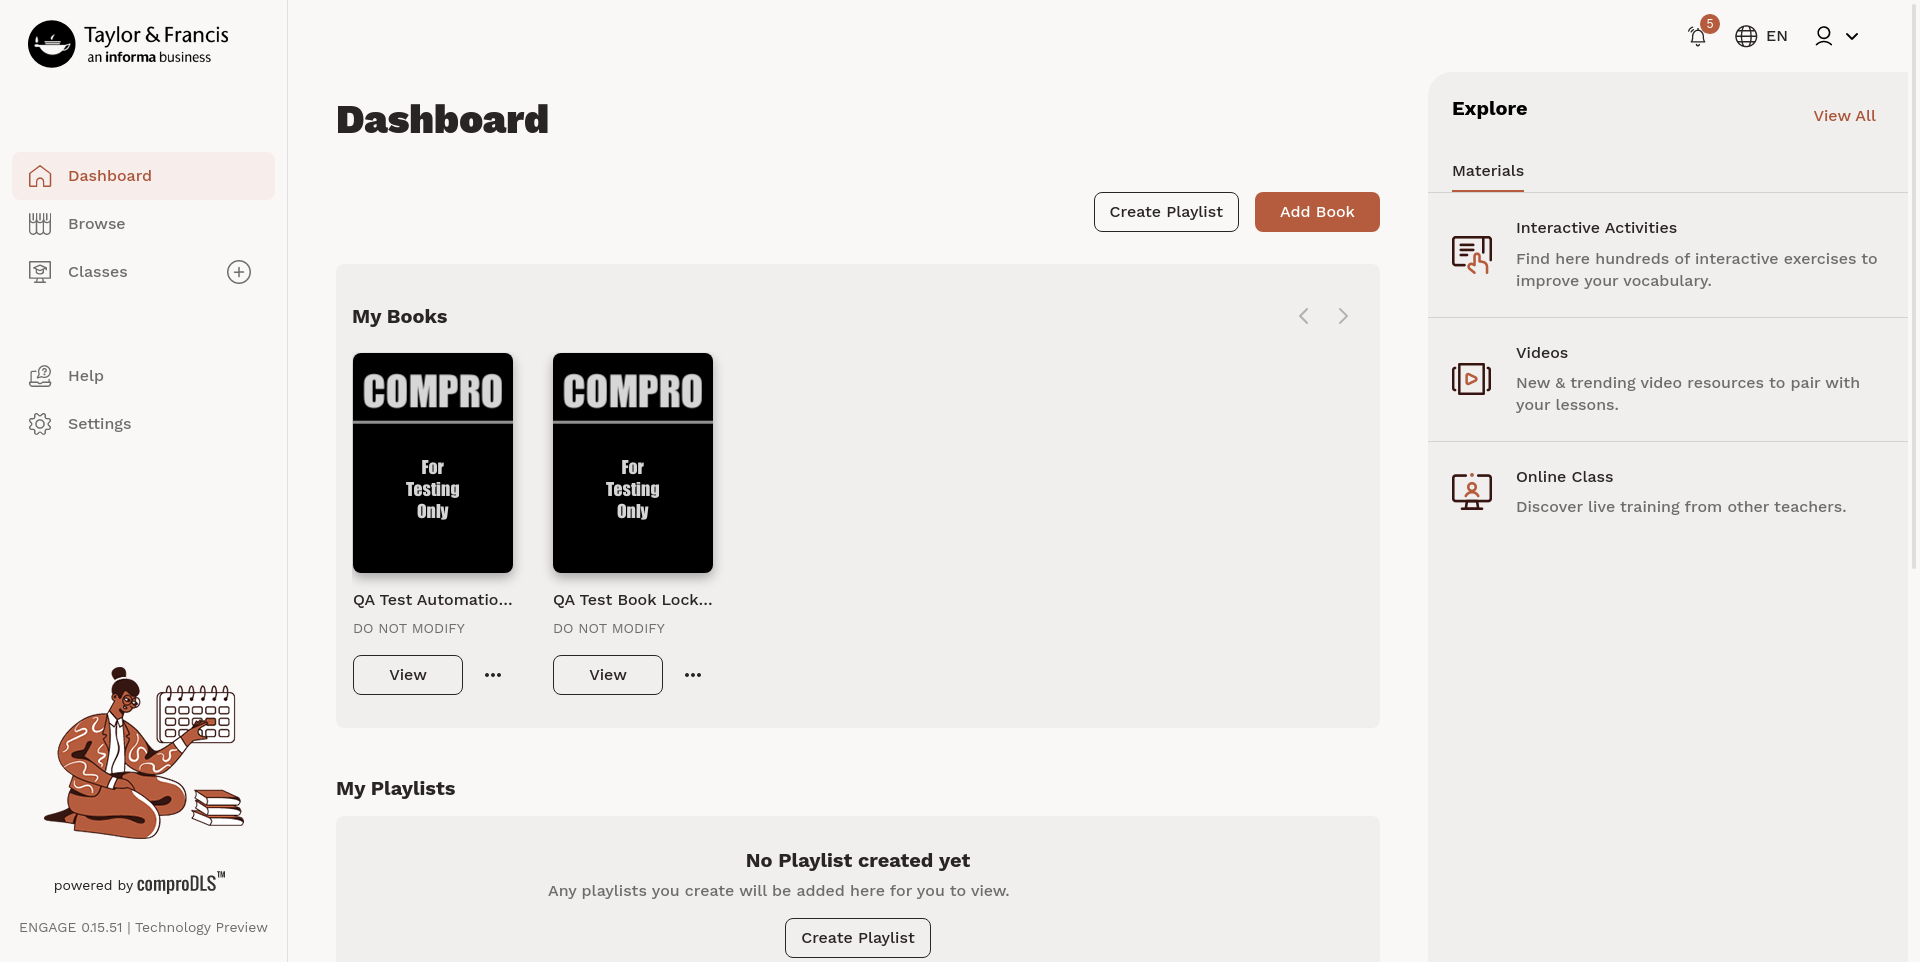 Taylor & Francis
an informa business
5
EN
Dashboard
Browse
Classes
Help
Settings
powered by comproDLS™
ENGAGE 0.15.51 | Technology Preview
Dashboard
Create Playlist
Add Book
My Books
COMPRO
For
Testing
Only
QA Test Automatio...
DO NOT MODIFY
View
COMPRO
For
Testing
Only
QA Test Book Lock...
DO NOT MODIFY
View
My Playlists
No Playlist created yet
Any playlists you create will be added here for you to view.
Create Playlist
Explore
View All
Materials
Interactive Activities
Find here hundreds of interactive exercises to
improve your vocabulary.
Videos
New & trending video resources to pair with
your lessons.
Online Class
Discover live training from other teachers.